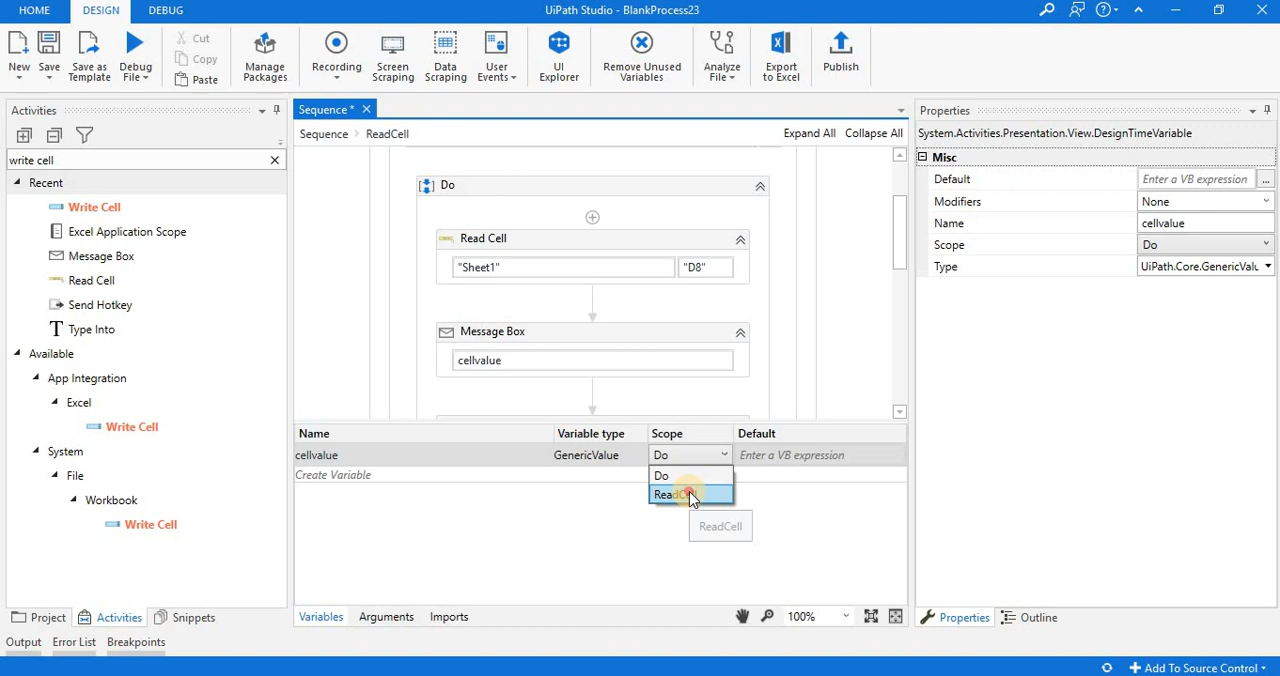 HOME DESIGN DEBUG UiPath Studio - BlankProcess23
New Save Save as Template Debug File Cut Copy Paste Manage Packages Recording Screen Scraping Data Scraping User Events UI Explorer Remove Unused Variables Analyze File Export to Excel Publish
Activities
write cell
Recent
Write Cell
Excel Application Scope
Message Box
Read Cell
Send Hotkey
Type Into
Available
App Integration
Excel
Write Cell
System
File
Workbook
Write Cell
Project Activities Snippets
Output Error List Breakpoints
Sequence *
Sequence > ReadCell Expand All Collapse All
Do
Read Cell
"Sheet1" "D8"
Message Box
cellvalue
Name Variable type Scope Default
cellvalue GenericValue Do Enter a VB expression
Create Variable
Do
ReadCell
ReadCell
Variables Arguments Imports 100%
Properties
System.Activities.Presentation.View.DesignTimeVariable
Misc
Default Enter a VB expression ...
Modifiers None
Name cellvalue
Scope Do
Type UiPath.Core.GenericValu
Properties Outline
Add To Source Control